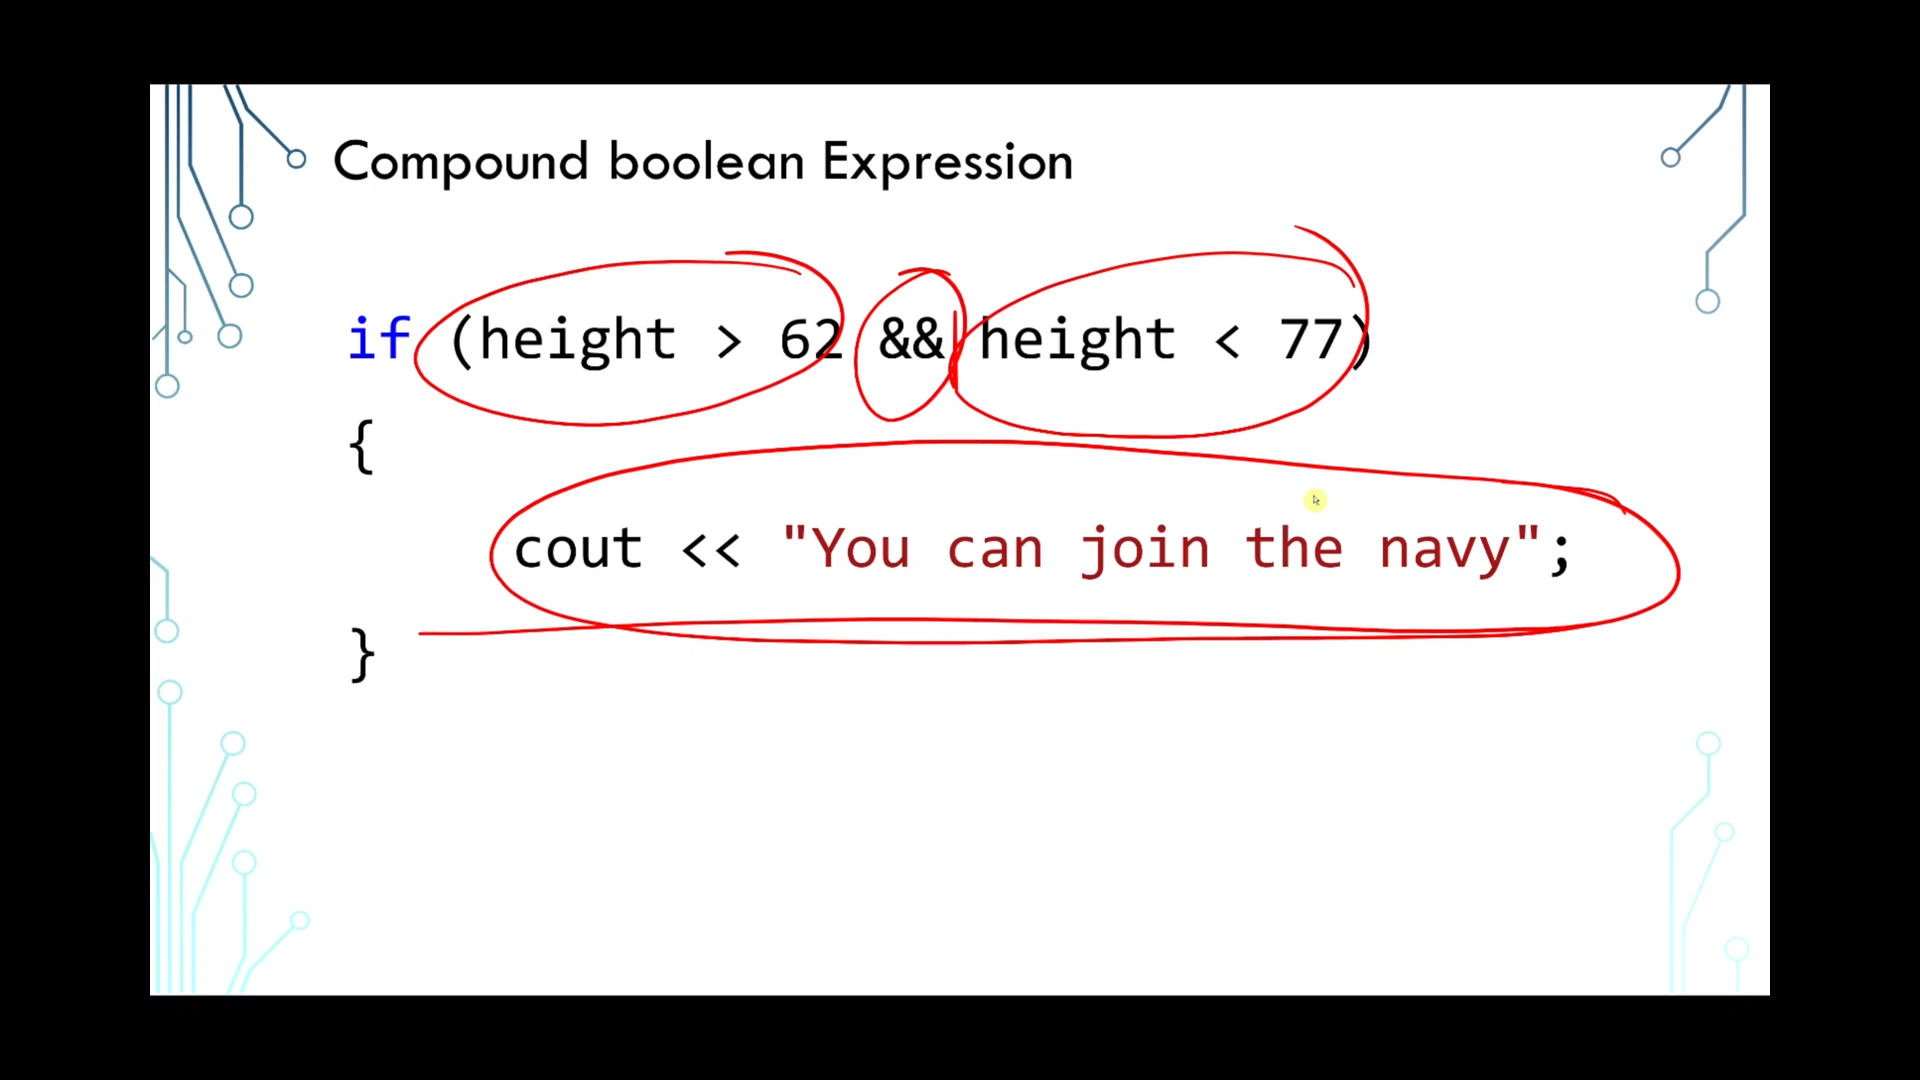 Compound boolean Expression
if (height > 62 && height < 77)
{
cout << "You can join the navy";
}